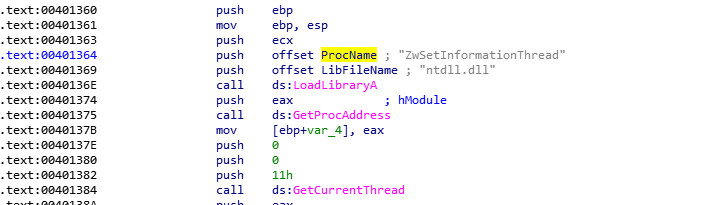 .text:00401360 push ebp
.text:00401361 mov ebp, esp
.text:00401363 push ecx
.text:00401364 push offset ProcName ; "ZwSetInformationThread"
.text:00401369 push offset LibFileName ; "ntdll.dll"
.text:0040136E call ds:LoadLibraryA
.text:00401374 push eax ; hModule
.text:00401375 call ds:GetProcAddress
.text:0040137B mov [ebp+var_4], eax
.text:0040137E push 0
.text:00401380 push 0
.text:00401382 push 11h
.text:00401384 call ds:GetCurrentThread
.text:0040138A push eax